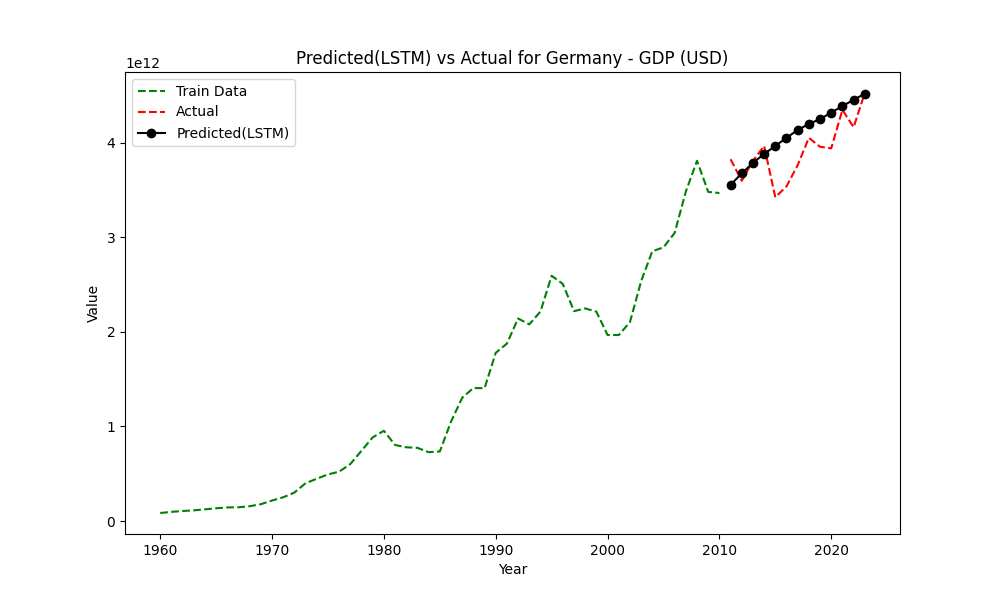 Predicted(LSTM) vs Actual for Germany - GDP (USD)
1e12
Train Data
Actual
Predicted(LSTM)
4
3
2
1
0
Value
1960 1970 1980 1990 2000 2010 2020
Year